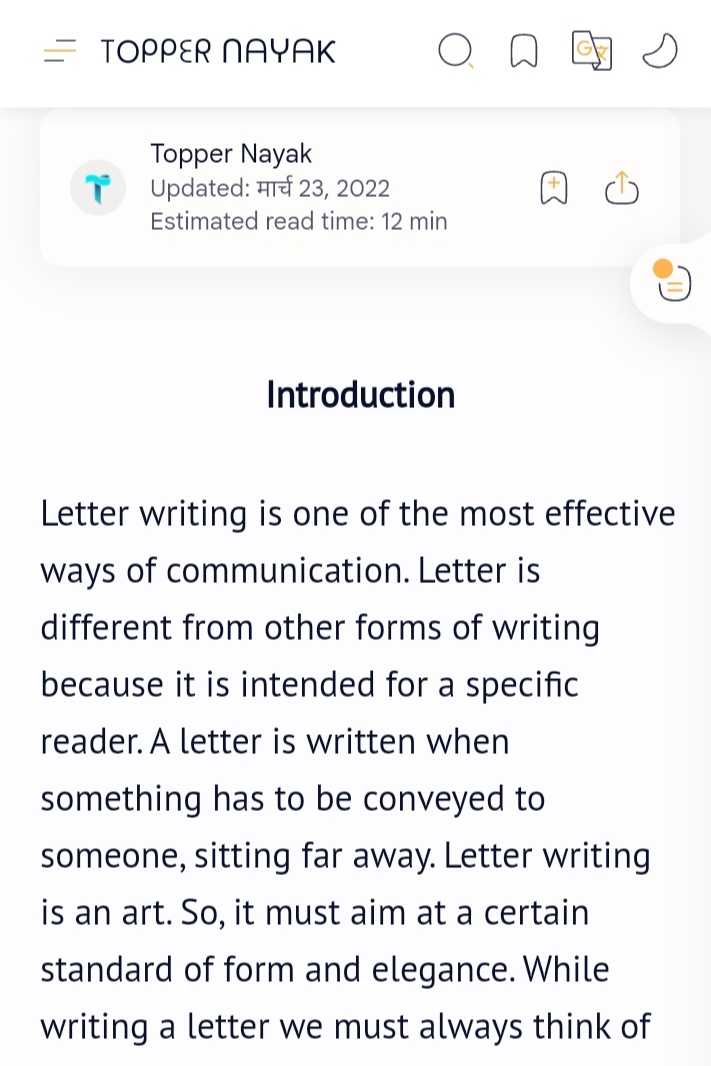 TOPPER NAYAK
Topper Nayak
Updated: मार्च 23, 2022
Estimated read time: 12 min
Introduction
Letter writing is one of the most effective
ways of communication. Letter is
different from other forms of writing
because it is intended for a specific
reader. A letter is written when
something has to be conveyed to
someone, sitting far away. Letter writing
is an art. So, it must aim at a certain
standard of form and elegance. While
writing a letter we must always think of